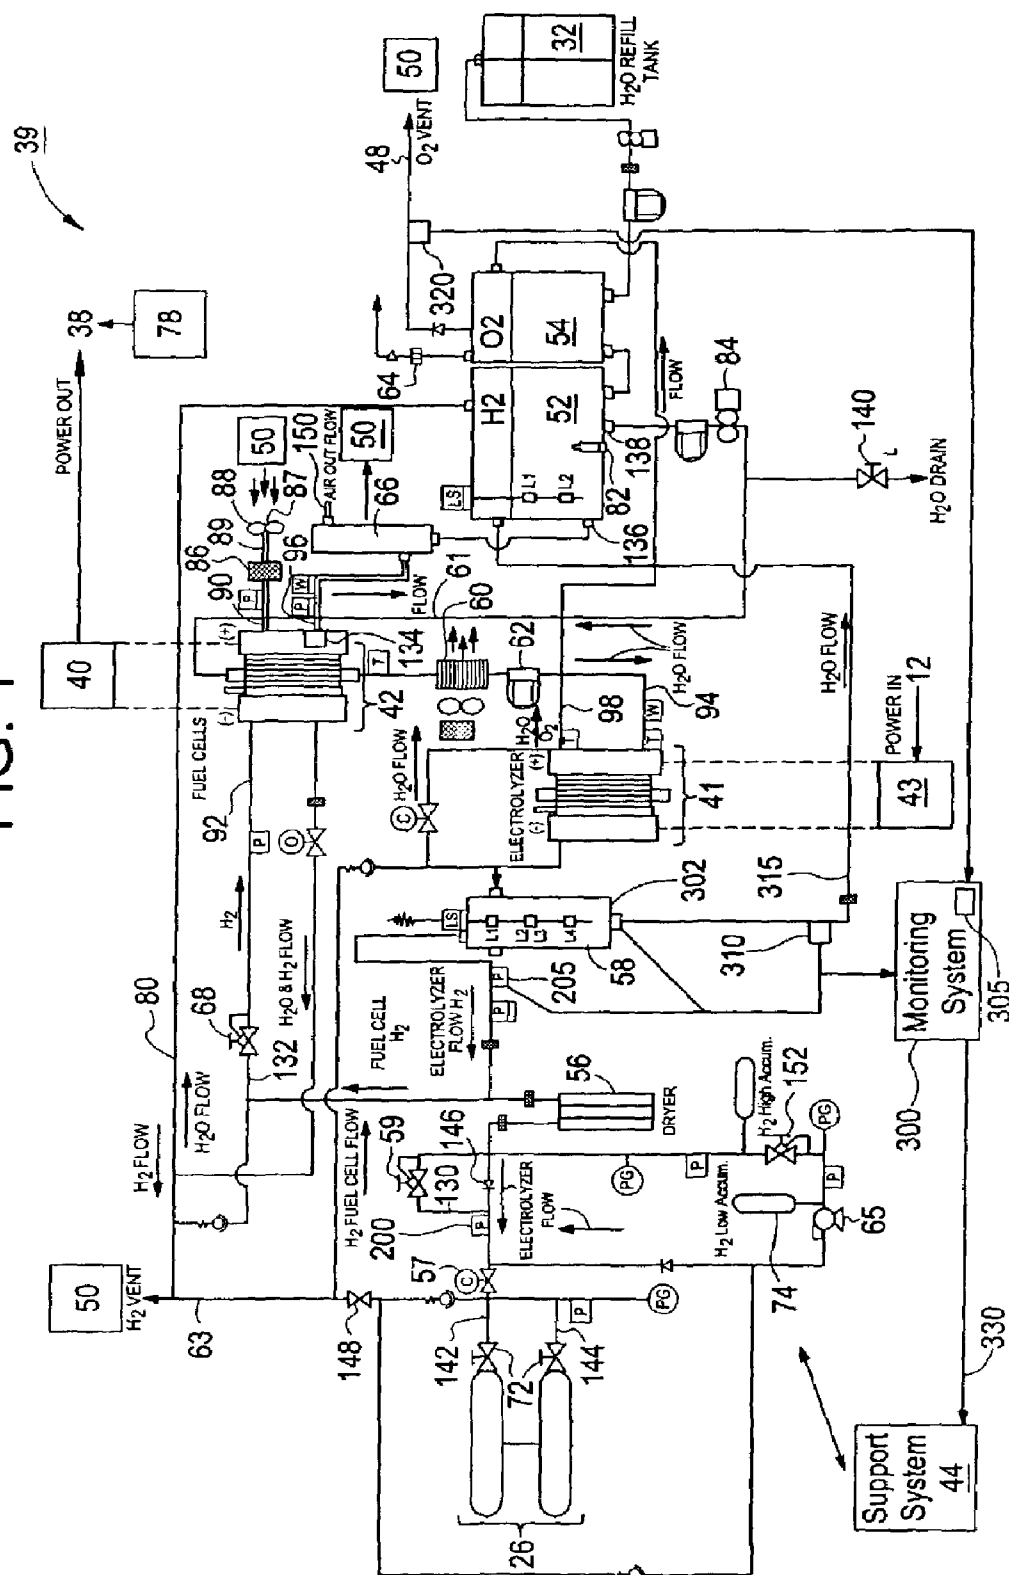 FIG. 1
39
POWER OUT
38
78
40
50
H2O REFILL TANK
32
48
O2 VENT
320
64
50
88
87
89
86
90
96
150
AIR OUT FLOW
50
66
H2
O2
52
54
LS
L1
L2
82
138
136
84
FLOW
140
L
H2O DRAIN
FUEL CELLS
(+)
(-)
P
P
W
T
134
42
FLOW
61
60
62
H2O FLOW
98
94
W
H2O FLOW
92
P
O
H2
H2O & H2 FLOW
80
68
132
H2O FLOW
H2 FLOW
C
H2O FLOW
ELECTROLYZER
H2O
O2
(+)
(-)
41
43
POWER IN
12
LS
L1
L2
L3
L4
302
58
310
315
P
205
P
FUEL CELL H2
ELECTROLYZER FLOW H2
56
DRYER
H2 FUEL CELL FLOW
59
130
146
200
P
ELECTROLYZER FLOW
H2 Low Accum.
74
H2 High Accum.
152
PG
P
PG
P
65
57
C
50
H2 VENT
63
148
142
144
72
P
PG
26
Monitoring System
300
305
330
Support System
44